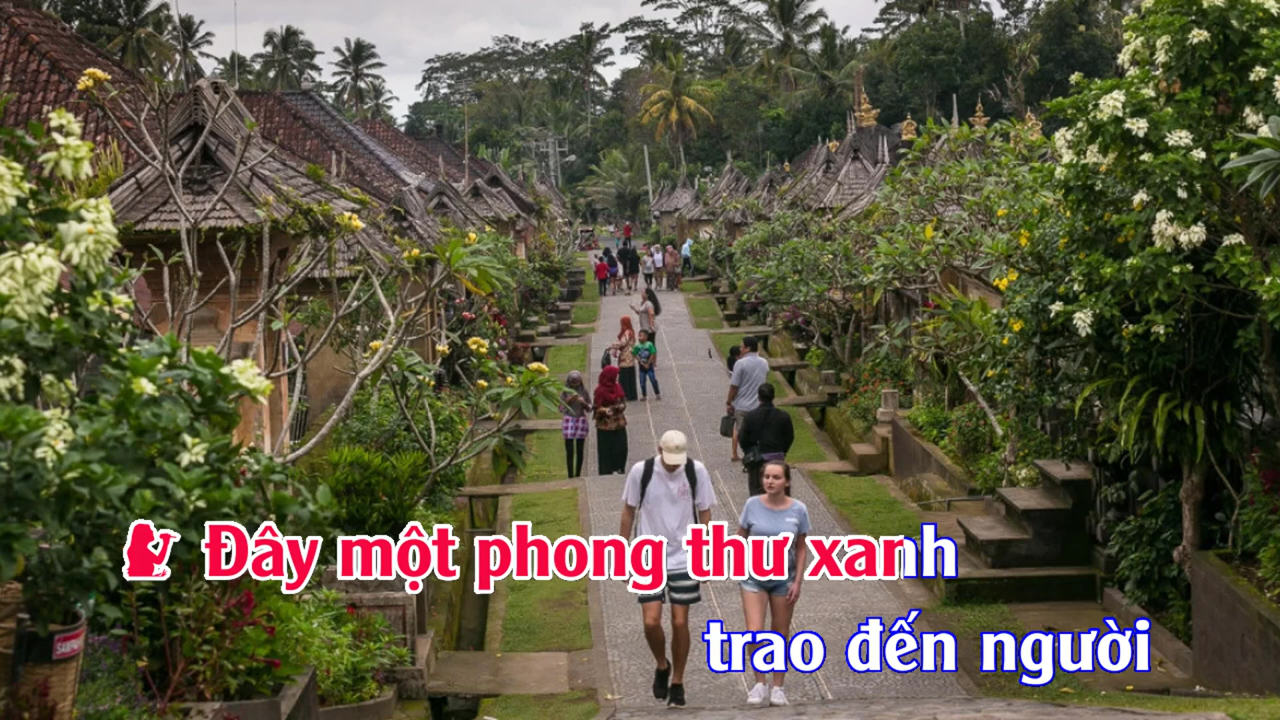 Đây một phong thư xanh
trao đến người